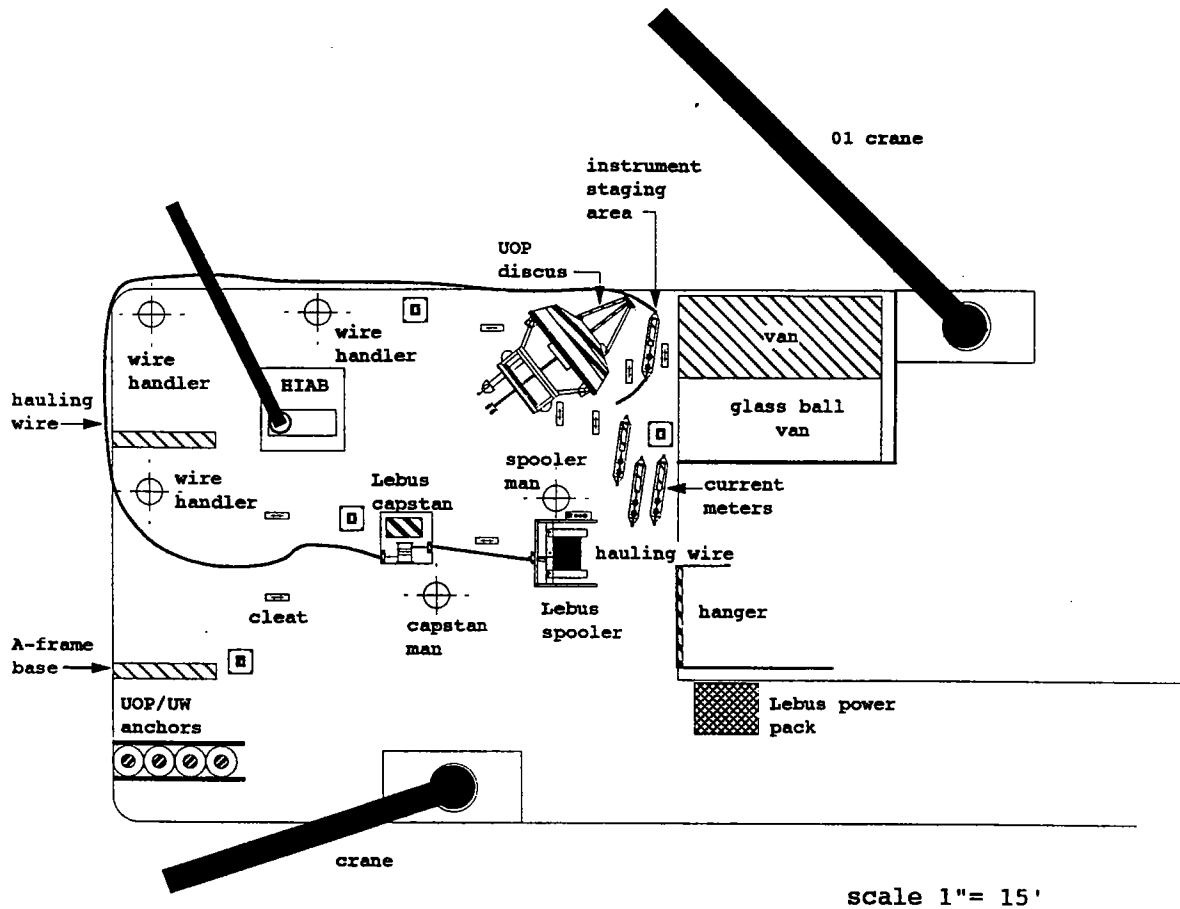 01 crane
instrument
staging
area
UOP
discus
wire
handler
wire
handler
HIAB
van
hauling
wire
glass ball
van
spooler
man
wire
handler
Lebus
capstan
current
meters
hauling wire
cleat
capstan
man
Lebus
spooler
hanger
A-frame
base
UOP/UW
anchors
Lebus power
pack
crane
scale 1"= 15'